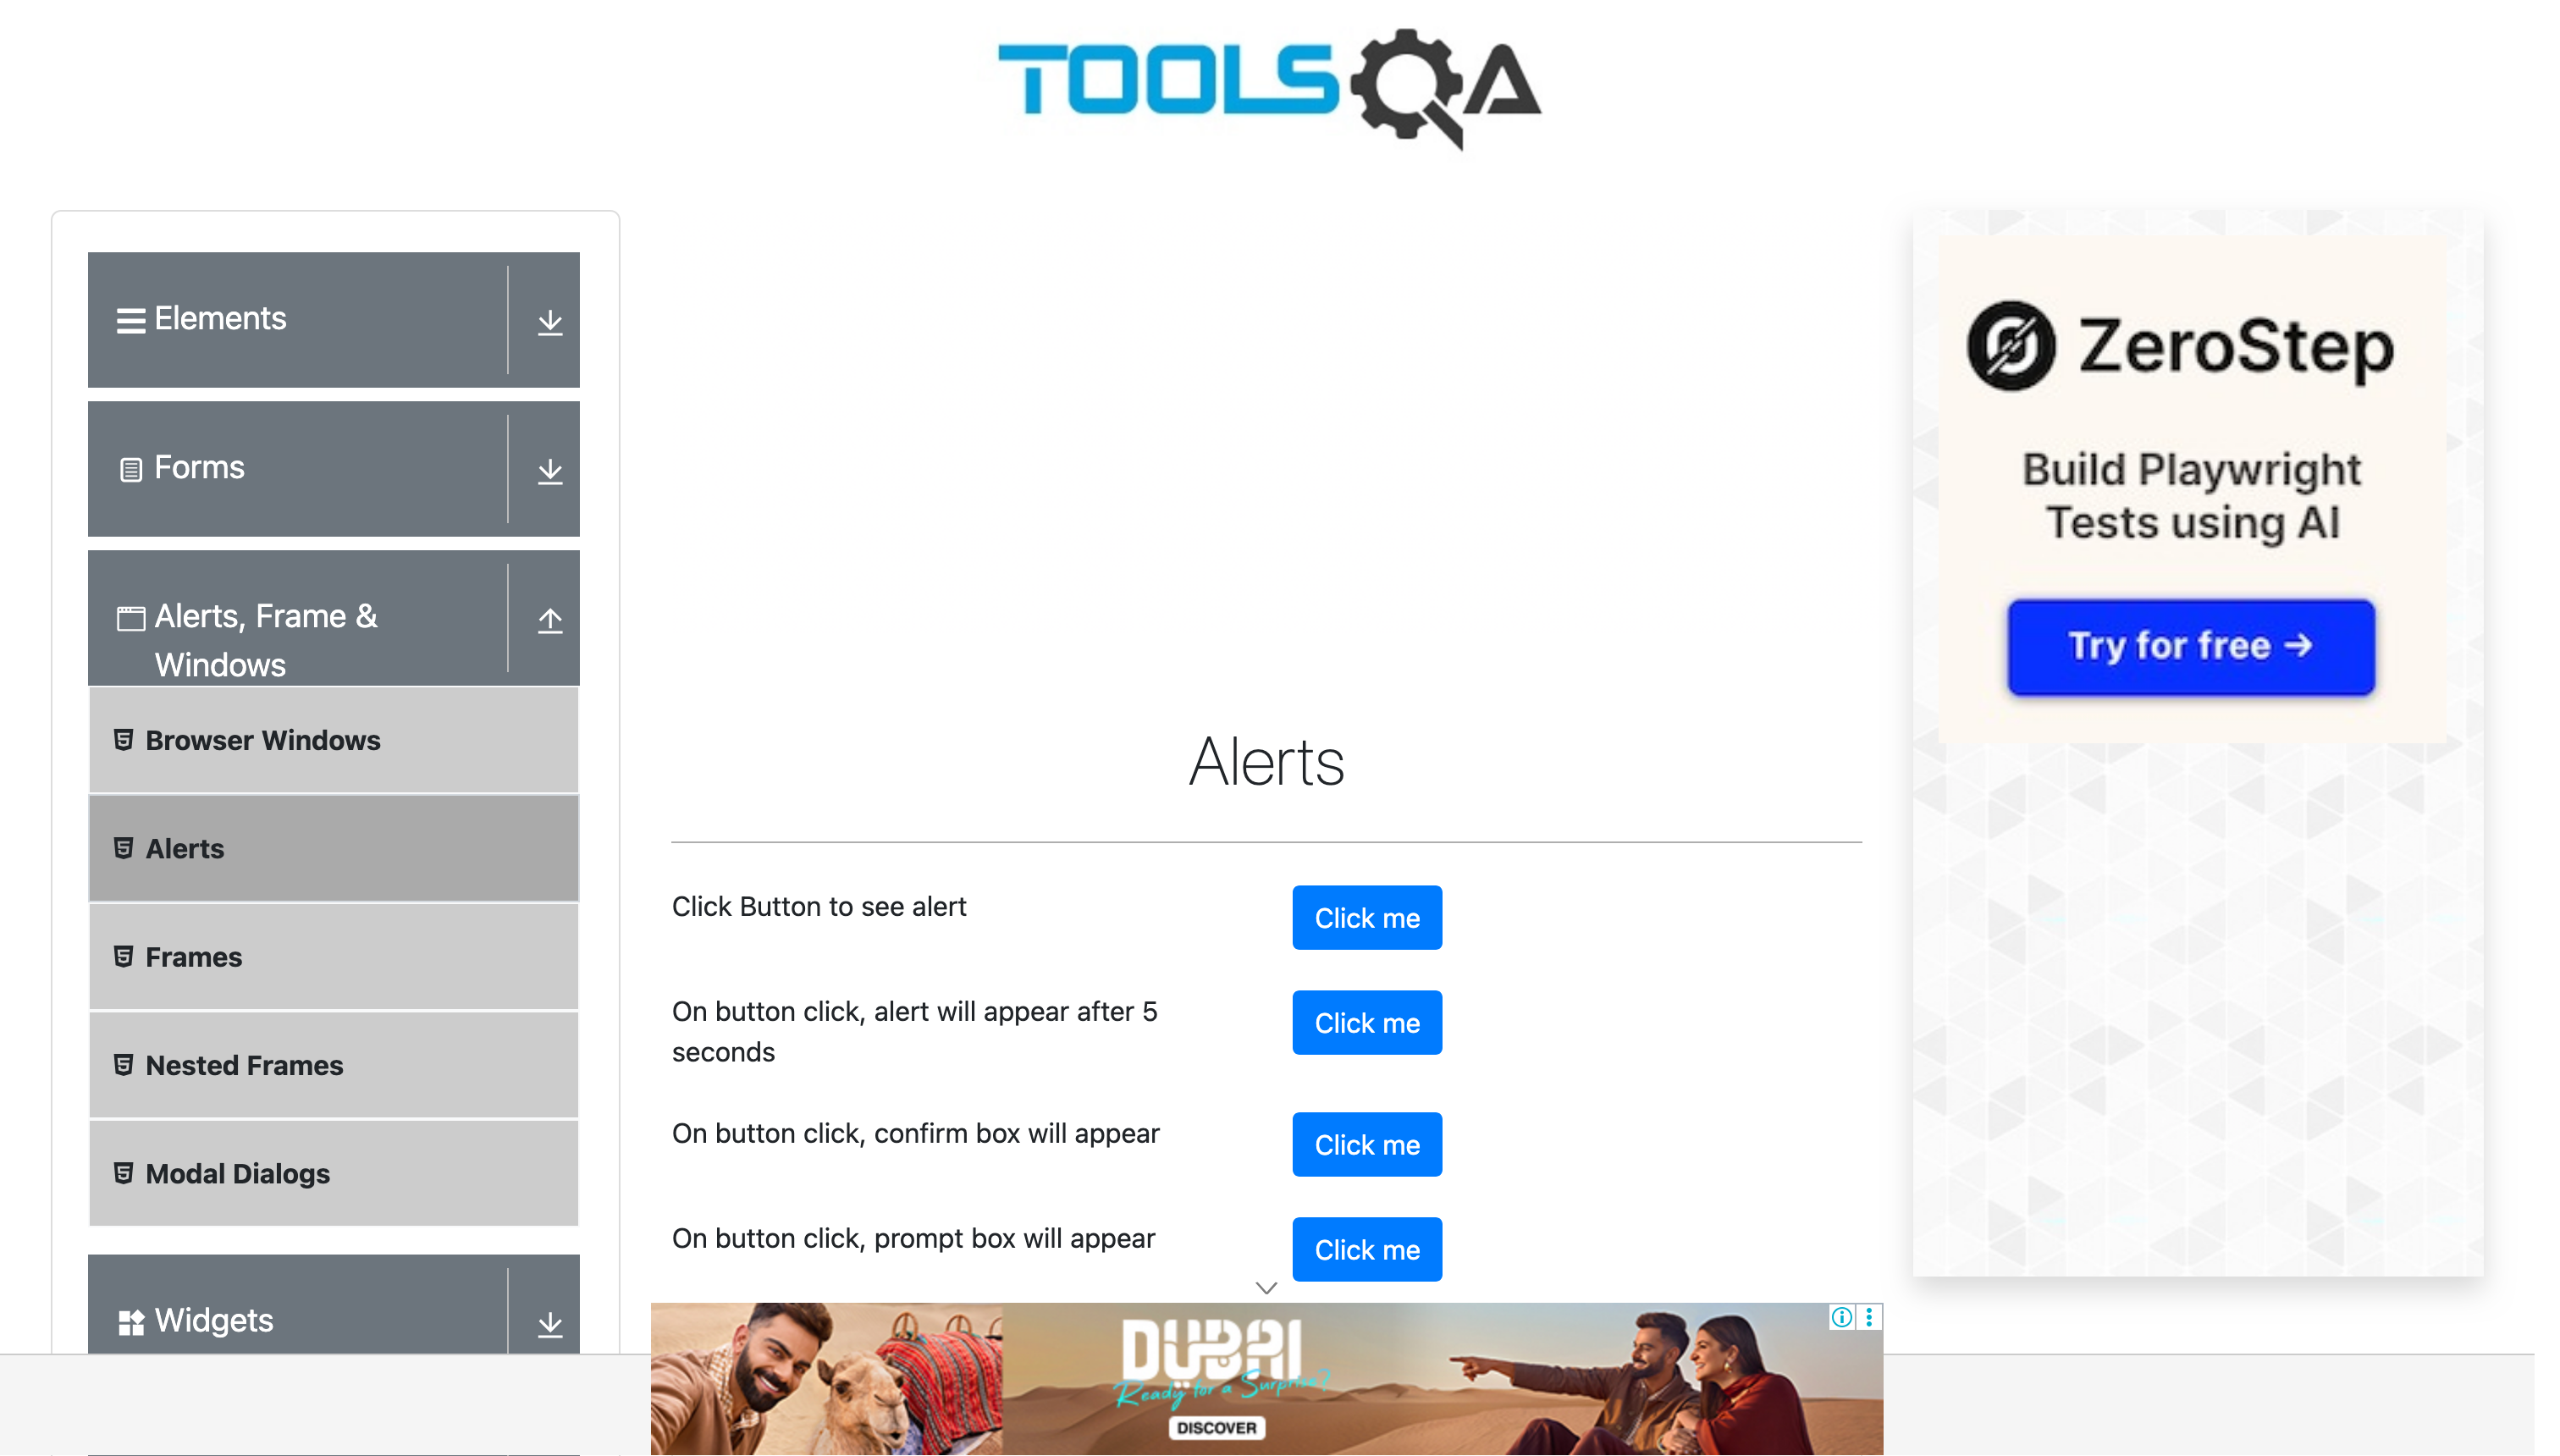 TOOLSQA
Elements
Forms
Alerts, Frame &
Windows
Browser Windows
Alerts
Frames
Nested Frames
Modal Dialogs
Widgets
Alerts
Click Button to see alert
Click me
On button click, alert will appear after 5
seconds
Click me
On button click, confirm box will appear
Click me
On button click, prompt box will appear
Click me
ZeroStep
Build Playwright
Tests using AI
Try for free →
DUBAI
Ready for a Surprise?
DISCOVER